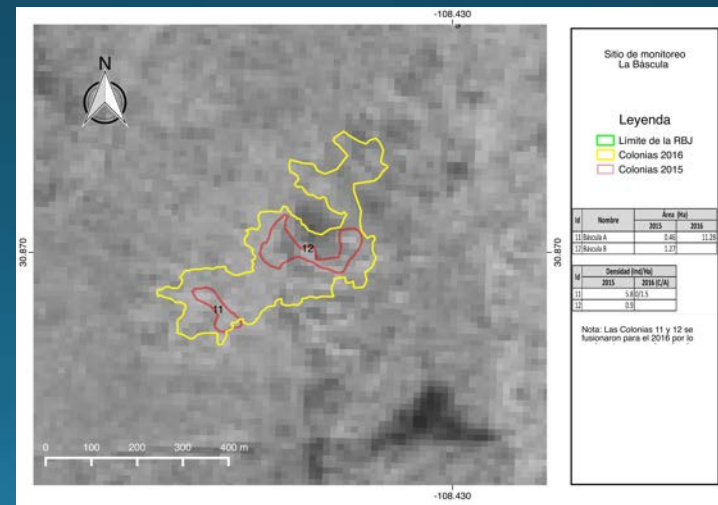 -108.430
N
30.870
30.870
12
11
0 100 200 300 400 m
-108.430
Sitio de monitoreo
La Báscula
Leyenda
Límite de la RBJ
Colonias 2016
Colonias 2015
Id Nombre Área (Ha)
2015 2016
11 Báscula A 0.46 11.28
12 Báscula B 1.27
Id Densidad (Ind/Ha)
2015 2016 (C/A)
11 5.8 0/1.5
12 0.9
Nota: Las Colonias 11 y 12 se
fusionaron para el 2016 por lo